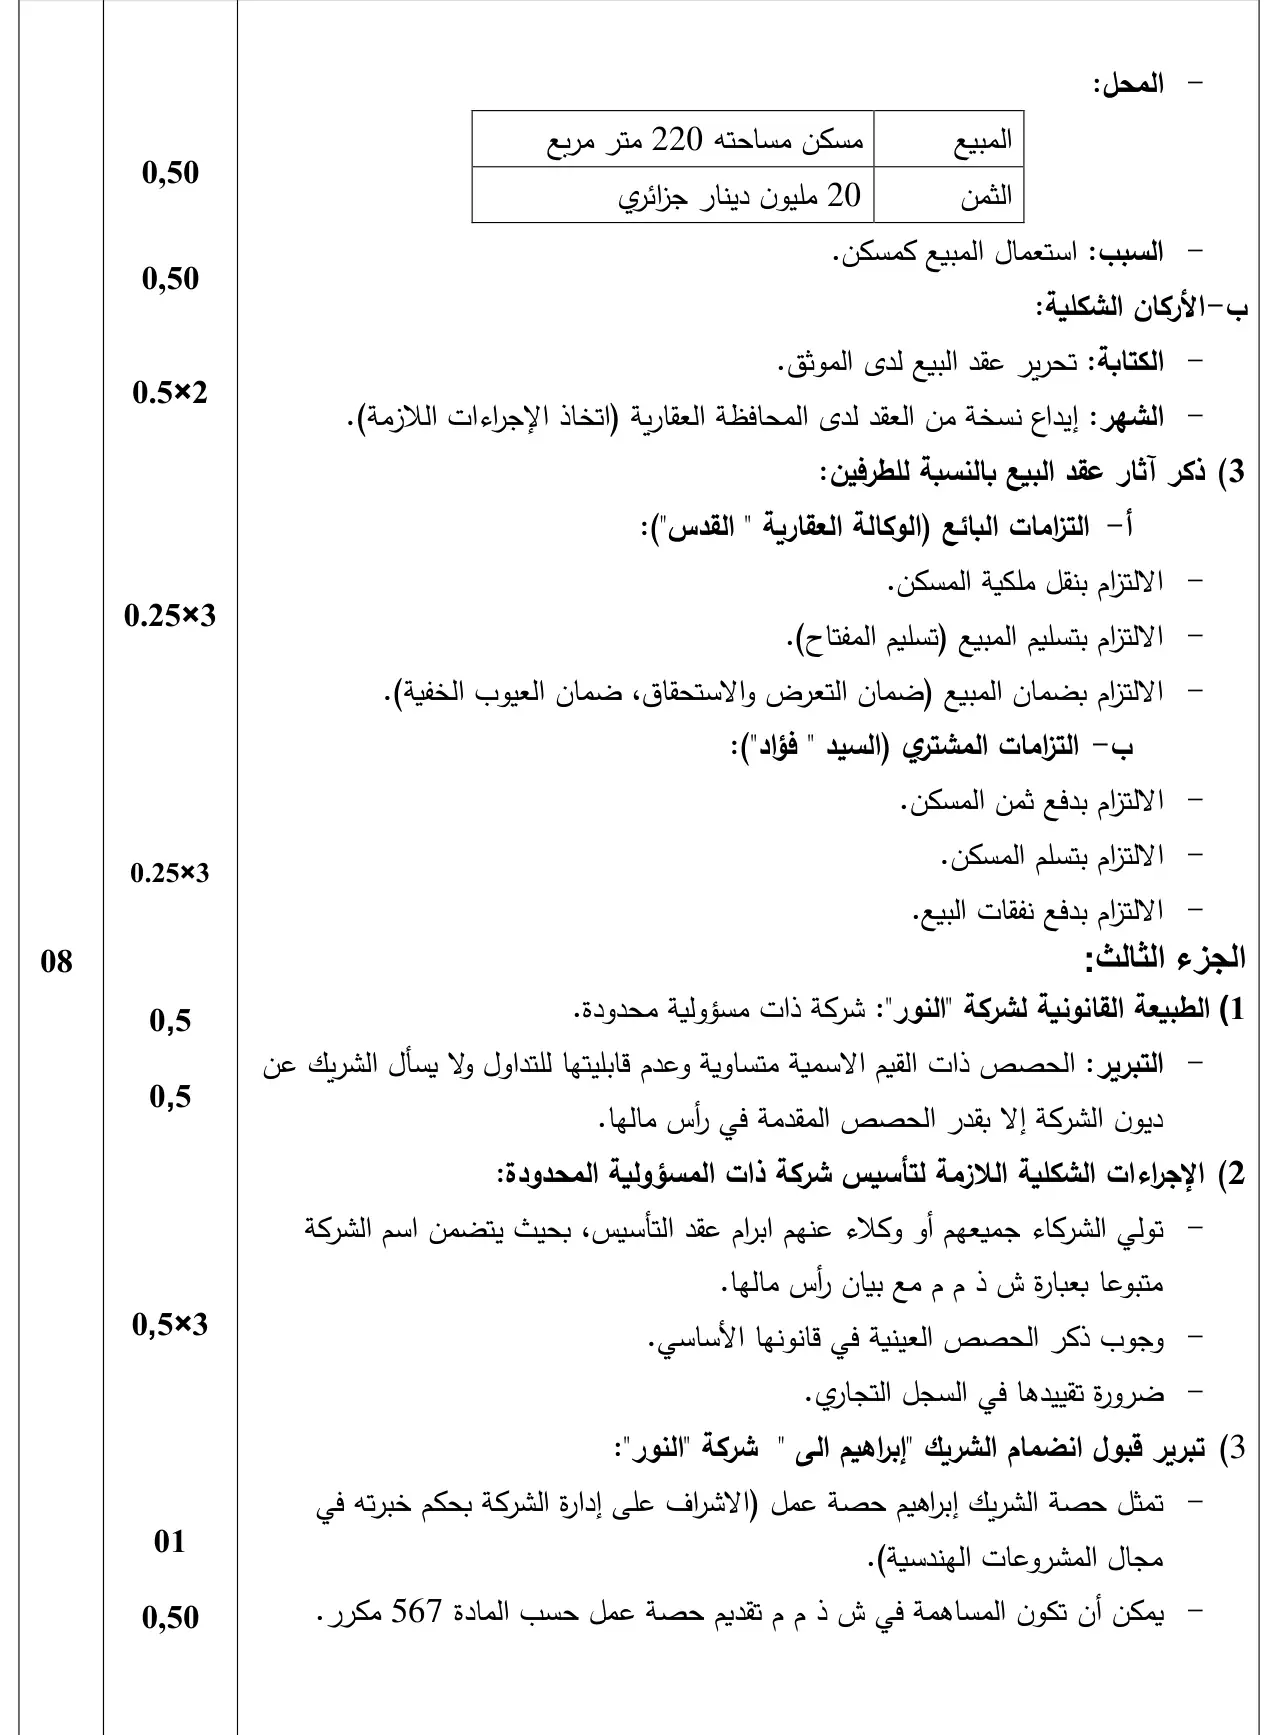 - المحل:
المبيع مسكن مساحته 220 متر مربع
0,50
الثمن 20 مليون دينار جزائري
- السبب: استعمال المبيع كمسكن.
0,50
ب-الأركان الشكلية:
- الكتابة: تحرير عقد البيع لدى الموثق.
0.5×2
- الشهر: إيداع نسخة من العقد لدى المحافظة العقارية (اتخاذ الإجراءات اللازمة).
3) ذكر آثار عقد البيع بالنسبة للطرفين:
أ- التزامات البائع (الوكالة العقارية " القدس"):
- الالتزام بنقل ملكية المسكن.
0.25×3
- الالتزام بتسليم المبيع (تسليم المفتاح).
- الالتزام بضمان المبيع (ضمان التعرض والاستحقاق، ضمان العيوب الخفية).
ب- التزامات المشتري (السيد " فؤاد"):
- الالتزام بدفع ثمن المسكن.
- الالتزام بتسلم المسكن.
0.25×3
- الالتزام بدفع نفقات البيع.
الجزء الثالث:
08
1) الطبيعة القانونية لشركة "النور": شركة ذات مسؤولية محدودة.
0,5
- التبرير: الحصص ذات القيم الاسمية متساوية وعدم قابليتها للتداول ولا يسأل الشريك عن
0,5
ديون الشركة إلا بقدر الحصص المقدمة في رأس مالها.
2) الإجراءات الشكلية اللازمة لتأسيس شركة ذات المسؤولية المحدودة:
- تولي الشركاء جميعهم أو وكلاء عنهم ابرام عقد التأسيس، بحيث يتضمن اسم الشركة
متبوعا بعبارة ش ذ م م مع بيان رأس مالها.
0,5×3
- وجوب ذكر الحصص العينية في قانونها الأساسي.
- ضرورة تقييدها في السجل التجاري.
3) تبرير قبول انضمام الشريك "إبراهيم الى " شركة "النور":
- تمثل حصة الشريك إبراهيم حصة عمل (الاشراف على إدارة الشركة بحكم خبرته في
01
مجال المشروعات الهندسية).
- يمكن أن تكون المساهمة في ش ذ م م تقديم حصة عمل حسب المادة 567 مكرر.
0,50